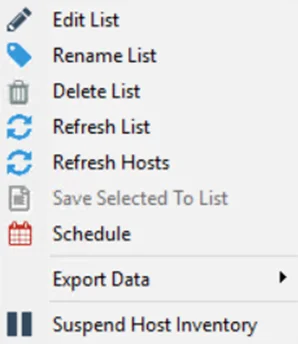 Edit List
Rename List
Delete List
Refresh List
Refresh Hosts
Save Selected To List
Schedule
Export Data
Suspend Host Inventory